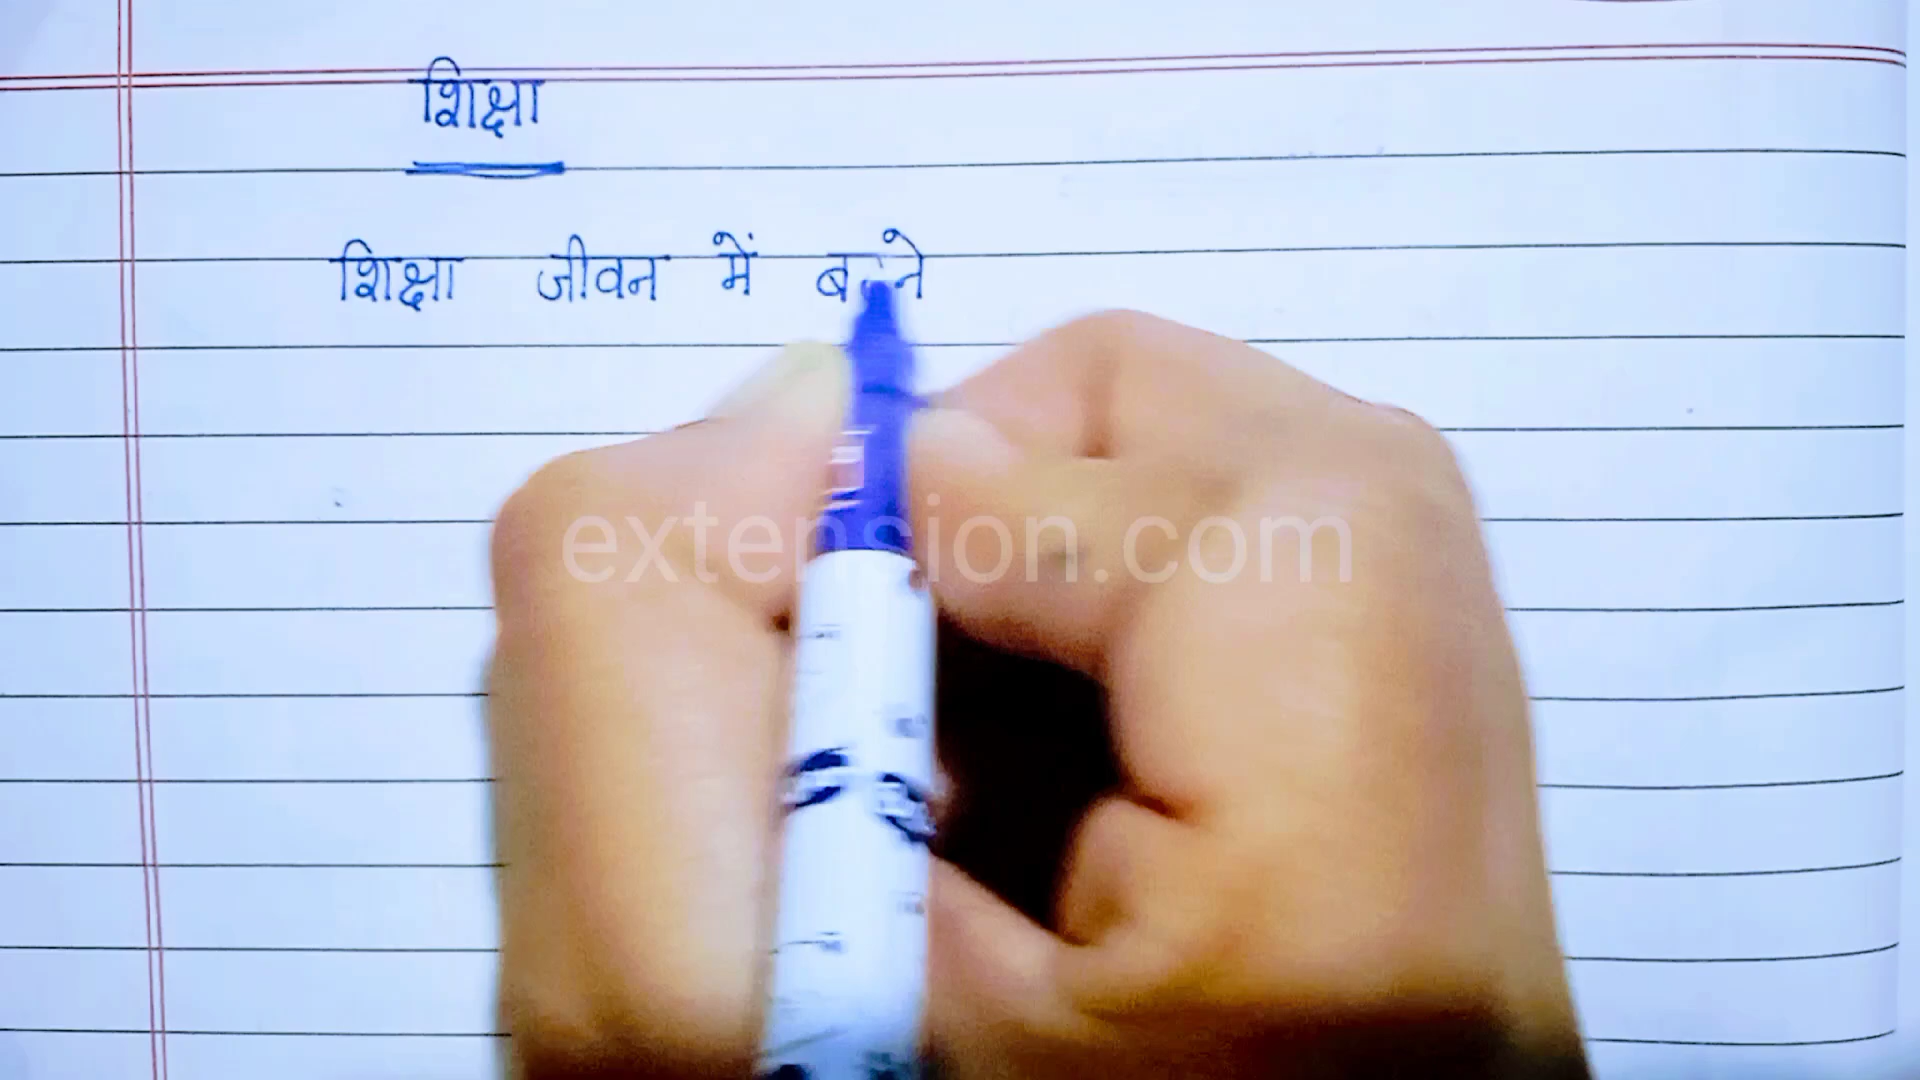 शिक्षा
शिक्षा जीवन में
extension.com